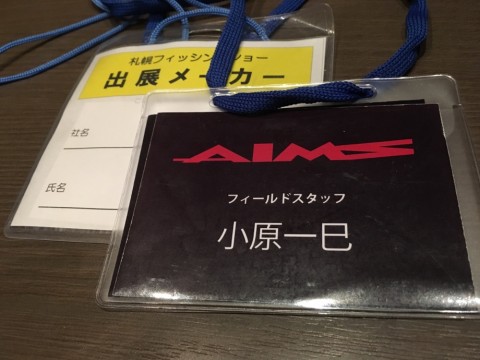 札幌フィッシングショー
出展メーカー
社名
氏名
AIMS
フィールドスタッフ
小原一巳